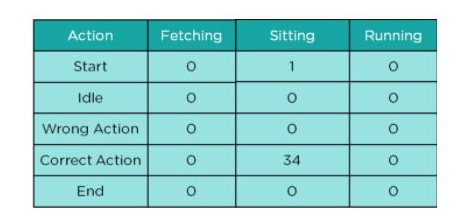 Action Fetching Sitting Running
Start 0 1 0
Idle 0 0 0
Wrong Action 0 0 0
Correct Action 0 34 0
End 0 0 0